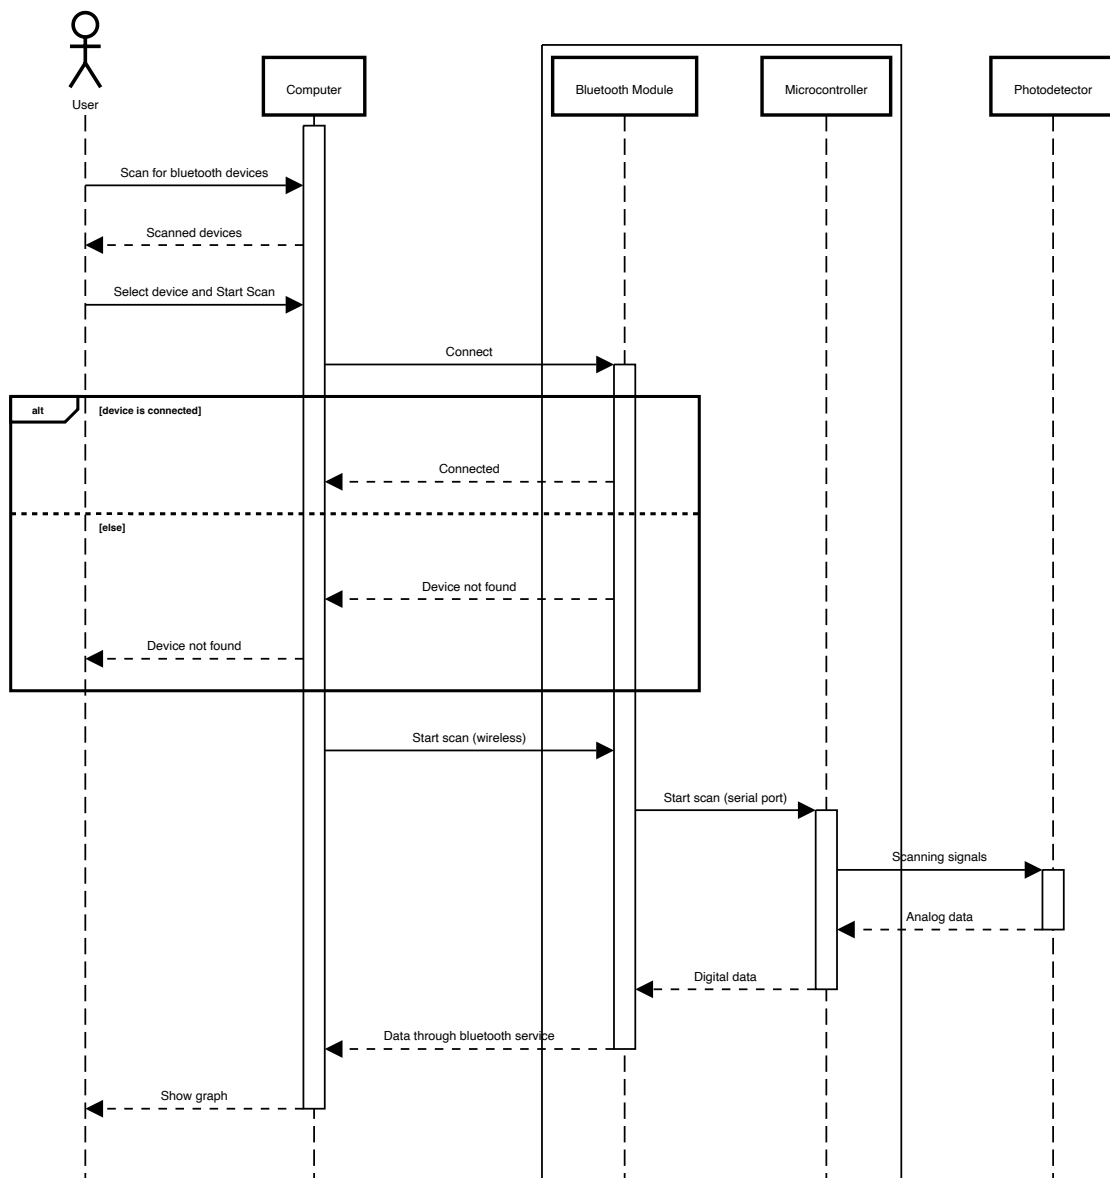 User
Computer
Bluetooth Module
Microcontroller
Photodetector
Scan for bluetooth devices
Scanned devices
Select device and Start Scan
Connect
alt
[device is connected]
Connected
[else]
Device not found
Device not found
Start scan (wireless)
Start scan (serial port)
Scanning signals
Analog data
Digital data
Data through bluetooth service
Show graph